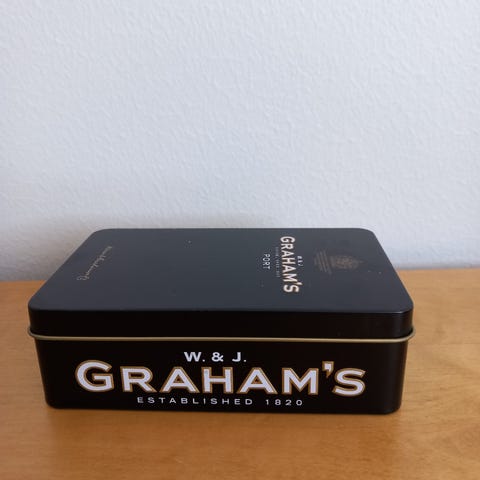 W & J
GRAHAM'S
PORT
W. & J.
GRAHAM'S
ESTABLISHED 1820